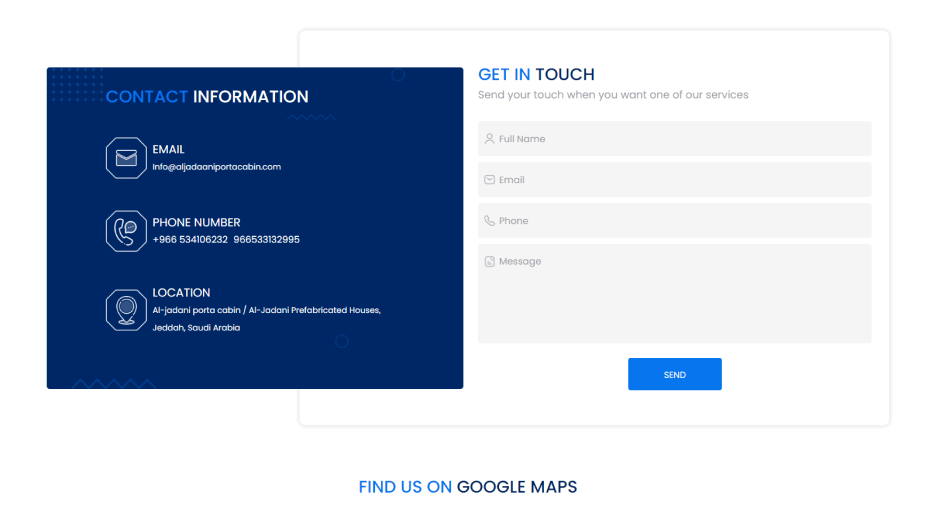 CONTACT INFORMATION
EMAIL
Info@aljadaaniportacabin.com
PHONE NUMBER
+966 534106232  966533132995
LOCATION
Al-jadani porta cabin / Al-Jadani Prefabricated Houses,
Jeddah, Saudi Arabia
GET IN TOUCH
Send your touch when you want one of our services
Full Name
Email
Phone
Message
SEND
FIND US ON GOOGLE MAPS